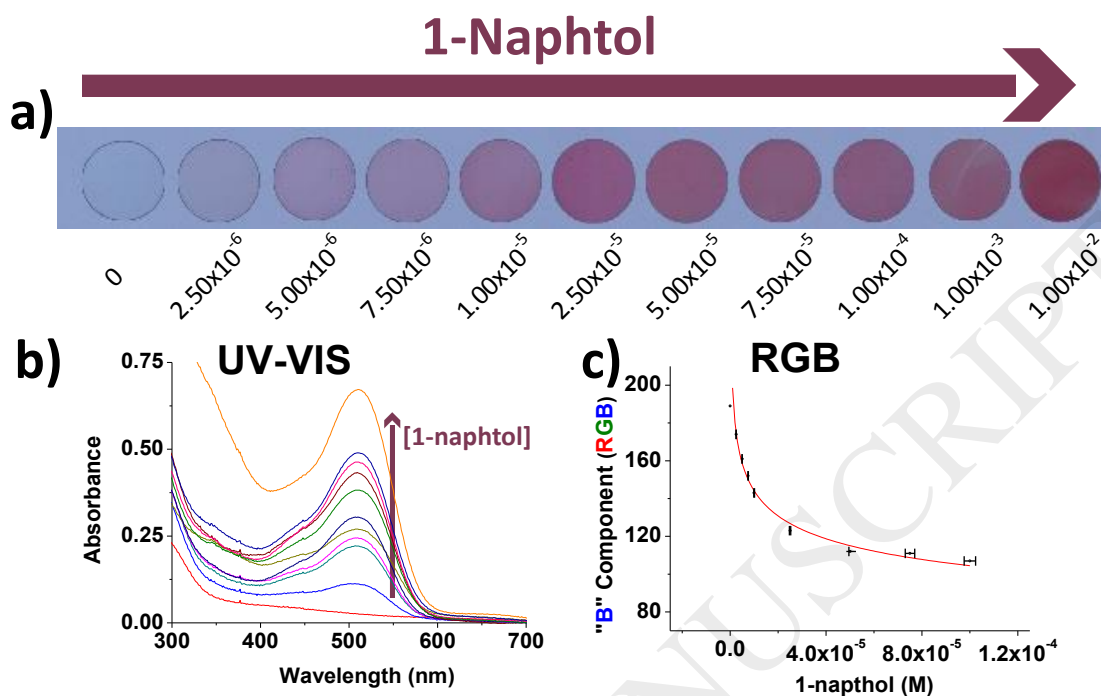 1-Naphtol
a)
0
2.50x10⁻⁶
5.00x10⁻⁶
7.50x10⁻⁶
1.00x10⁻⁵
2.50x10⁻⁵
5.00x10⁻⁵
7.50x10⁻⁵
1.00x10⁻⁴
1.00x10⁻³
1.00x10⁻²
b)
UV-VIS
0.75
0.50
0.25
0.00
Absorbance
[1-naphtol]
300 400 500 600 700
Wavelength (nm)
c)
RGB
200
160
120
80
"B" Component (RGB)
0.0 4.0x10⁻⁵ 8.0x10⁻⁵ 1.2x10⁻⁴
1-napthol (M)